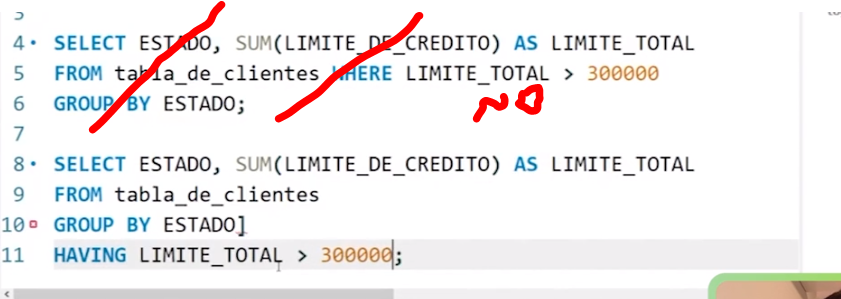 4 SELECT ESTADO, SUM(LIMITE_DE_CREDITO) AS LIMITE_TOTAL
5 FROM tabla_de_clientes WHERE LIMITE_TOTAL > 300000
NO
6 GROUP BY ESTADO;
7
8 SELECT ESTADO, SUM(LIMITE_DE_CREDITO) AS LIMITE_TOTAL
9 FROM tabla_de_clientes
10 GROUP BY ESTADO
11 HAVING LIMITE_TOTAL > 300000;